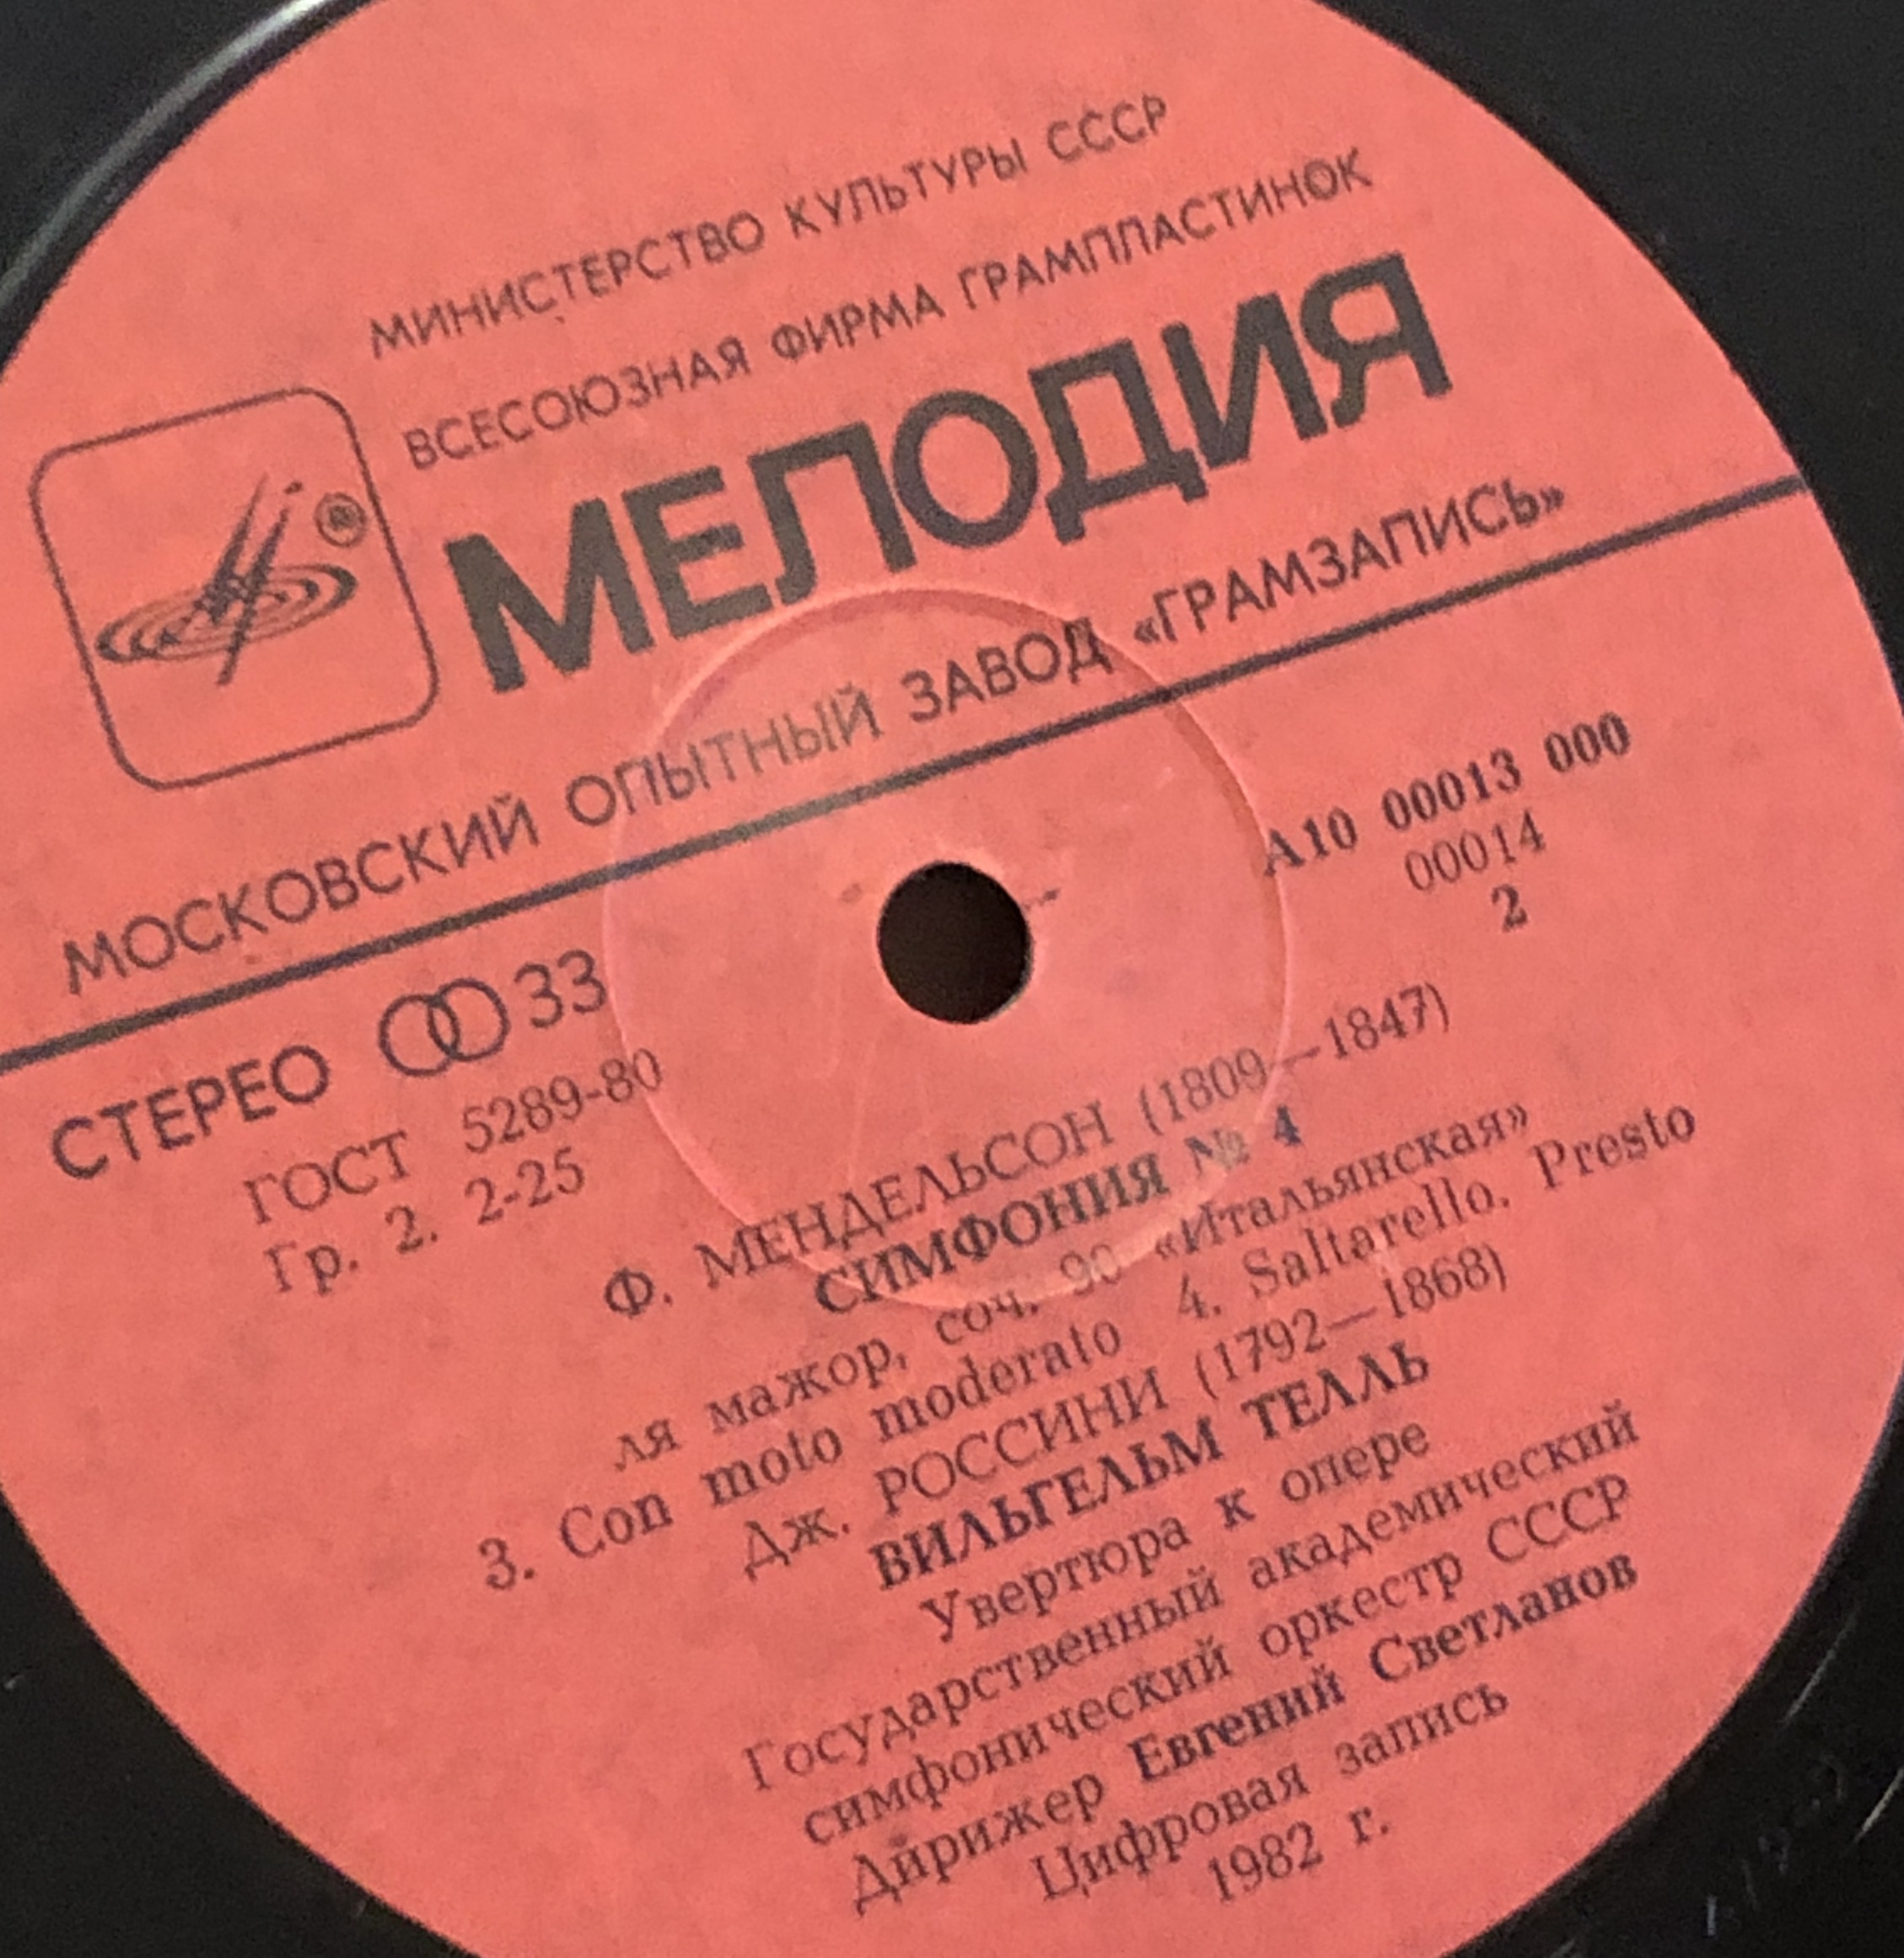 МИНИСТЕРСТВО КУЛЬТУРЫ СССР
ВСЕСОЮЗНАЯ ФИРМА ГРАМПЛАСТИНОК
МЕЛОДИЯ
®
МОСКОВСКИЙ ОПЫТНЫЙ ЗАВОД «ГРАМЗАПИСЬ»
СТЕРЕО 33
ГОСТ 5289-80
Гр. 2. 2-25
А10 00013 000
00014
2
Ф. МЕНДЕЛЬСОН (1809—1847)
СИМФОНИЯ № 4
ля мажор, соч. 90 «Итальянская»
3. Con moto moderato 4. Saltarello. Presto
Дж. РОССИНИ (1792—1868)
ВИЛЬГЕЛЬМ ТЕЛЛЬ
Увертюра к опере
Государственный академический
симфонический оркестр СССР
Дирижер Евгений Светланов
Цифровая запись
1982 г.